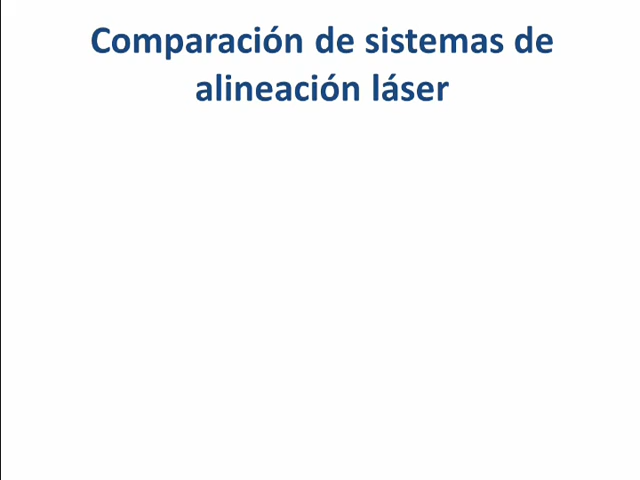 Comparación de sistemas de
alineación láser